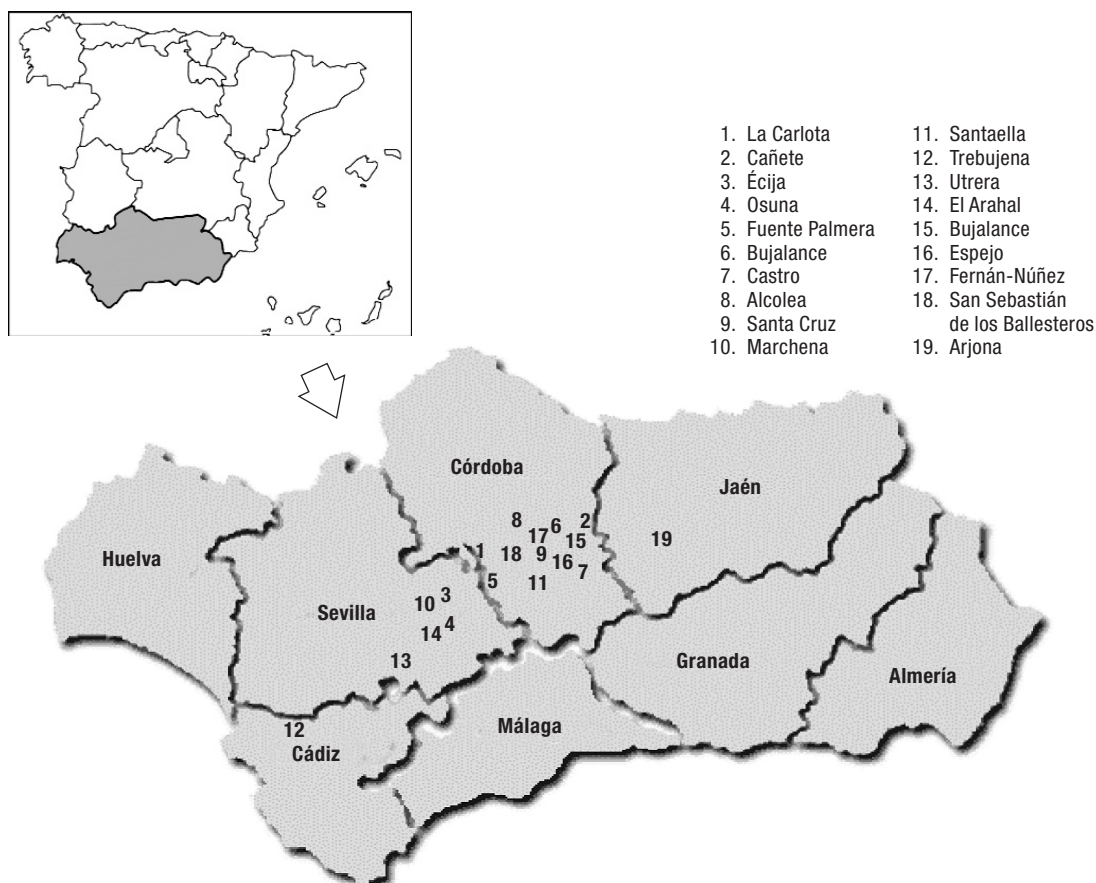 1. La Carlota
2. Cañete
3. Écija
4. Osuna
5. Fuente Palmera
6. Bujalance
7. Castro
8. Alcolea
9. Santa Cruz
10. Marchena
11. Santaella
12. Trebujena
13. Utrera
14. El Arahal
15. Bujalance
16. Espejo
17. Fernán-Núñez
18. San Sebastián
de los Ballesteros
19. Arjona
Córdoba
Jaén
Huelva
Sevilla
Granada
Almería
Málaga
Cádiz
8
6
2
17
15
19
1
18
9
16
7
5
11
3
10
4
14
13
12